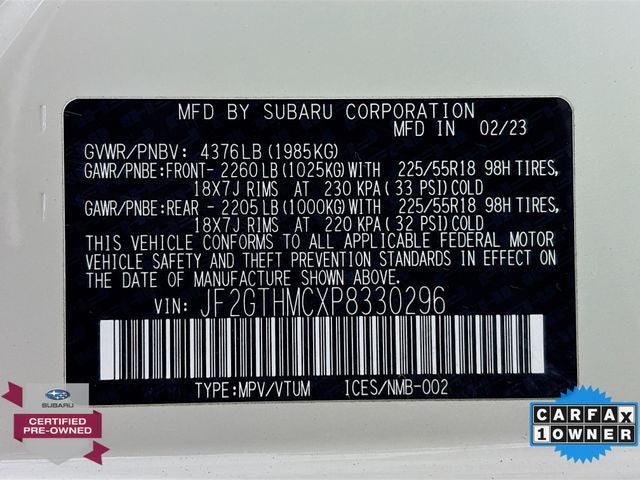 MFD BY SUBARU CORPORATION
MFD IN 02/23
GVWR/PNBV: 4376LB (1985KG)
GAWR/PNBE:FRONT- 2260 LB (1025KG) WITH 225/55R18 98H TIRES,
18X7J RIMS AT 230 KPA (33 PSI) COLD
GAWR/PNBE:REAR - 2205 LB (1000KG) WITH 225/55R18 98H TIRES,
18X7J RIMS AT 220 KPA (32 PSI) COLD
THIS VEHICLE CONFORMS TO ALL APPLICABLE FEDERAL MOTOR
VEHICLE SAFETY AND THEFT PREVENTION STANDARDS IN EFFECT ON
THE DATE OF MANUFACTURE SHOWN ABOVE.
VIN: JF2GTHMCXP8330296
TYPE:MPV/VTUM ICES/NMB-002
SUBARU
CERTIFIED
PRE-OWNED
CARFAX
1 OWNER